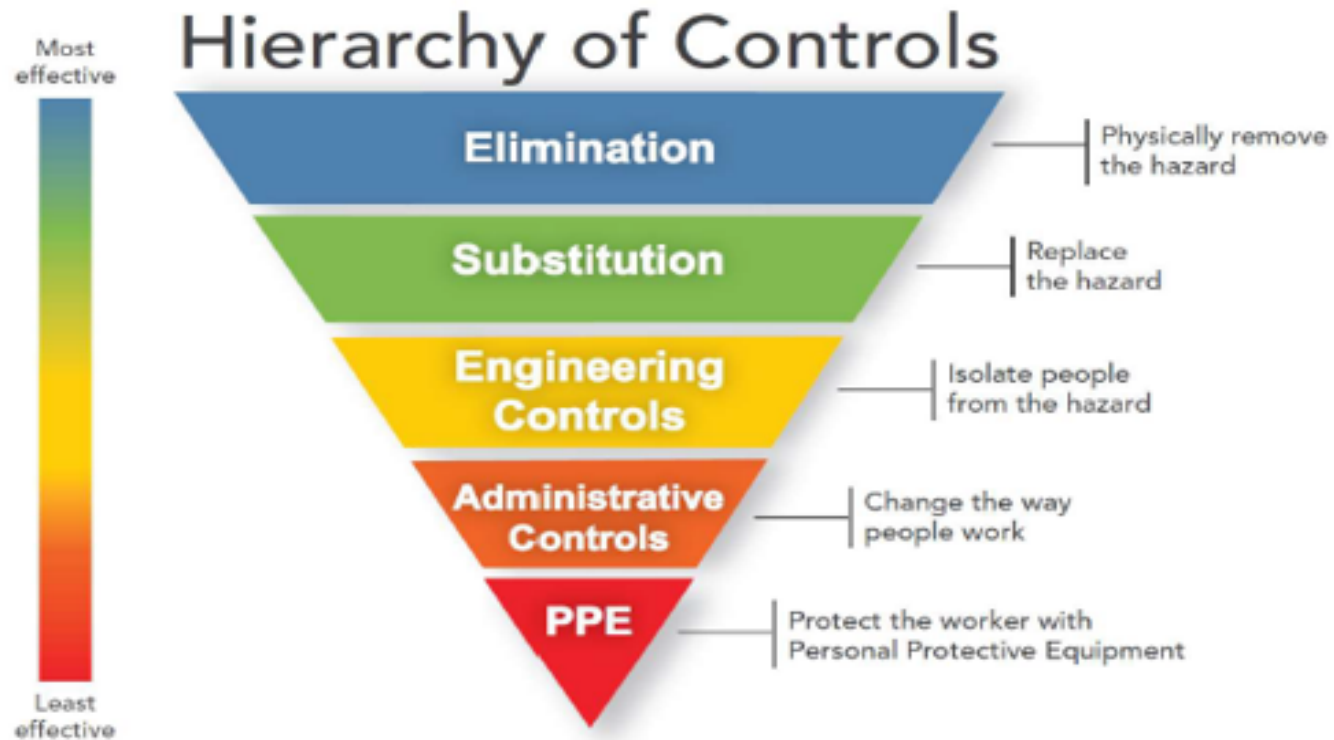 Hierarchy of Controls
Most
effective
Elimination
Physically remove
the hazard
Substitution
Replace
the hazard
Engineering
Controls
Isolate people
from the hazard
Administrative
Controls
Change the way
people work
PPE
Protect the worker with
Personal Protective Equipment
Least
effective